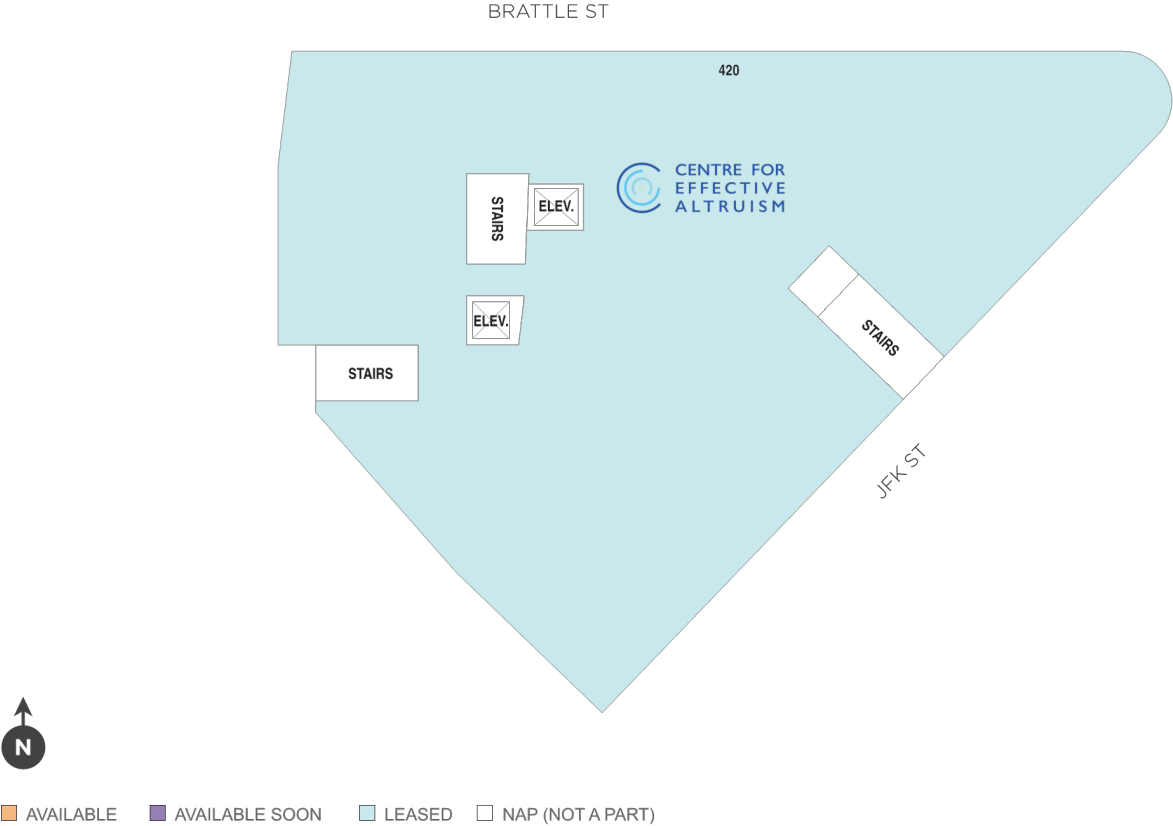 BRATTLE ST
420
CENTRE FOR
EFFECTIVE
ALTRUISM
STAIRS
ELEV.
ELEV.
STAIRS
STAIRS
JFK ST
N
AVAILABLE AVAILABLE SOON LEASED NAP (NOT A PART)